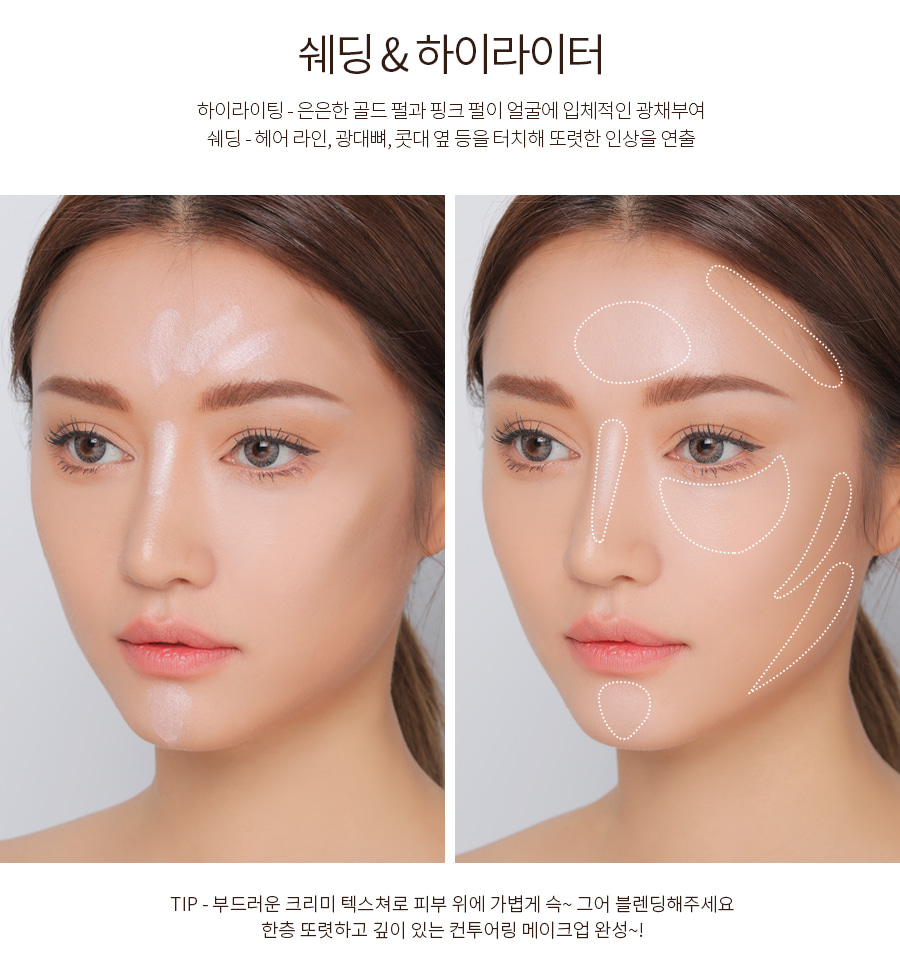 쉐딩 & 하이라이터
하이라이팅 - 은은한 골드 펄과 핑크 펄이 얼굴에 입체적인 광채부여
쉐딩 - 헤어 라인, 광대뼈, 콧대 옆 등을 터치해 또렷한 인상을 연출
TIP - 부드러운 크리미 텍스쳐로 피부 위에 가볍게 슥~ 그어 블렌딩해주세요
한층 또렷하고 깊이 있는 컨투어링 메이크업 완성~!